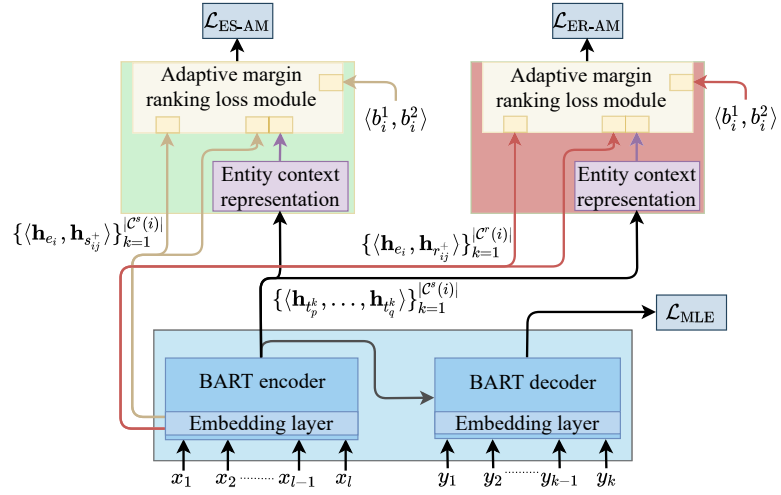 ℒ_ES-AM
ℒ_ER-AM
Adaptive margin
ranking loss module
Adaptive margin
ranking loss module
⟨b_i^1, b_i^2⟩
⟨b_i^1, b_i^2⟩
Entity context
representation
Entity context
representation
{⟨𝐡_{e_i}, 𝐡_{s_{ij}^+}⟩}_{k=1}^{|𝒞^s(i)|}
{⟨𝐡_{e_i}, 𝐡_{r_{ij}^+}⟩}_{k=1}^{|𝒞^r(i)|}
{⟨𝐡_{t_p^k}, ..., 𝐡_{t_q^k}⟩}_{k=1}^{|𝒞^s(i)|}
ℒ_MLE
BART encoder
BART decoder
Embedding layer
Embedding layer
x_1 x_2 ......... x_{l−1} x_l
y_1 y_2 ......... y_{k−1} y_k